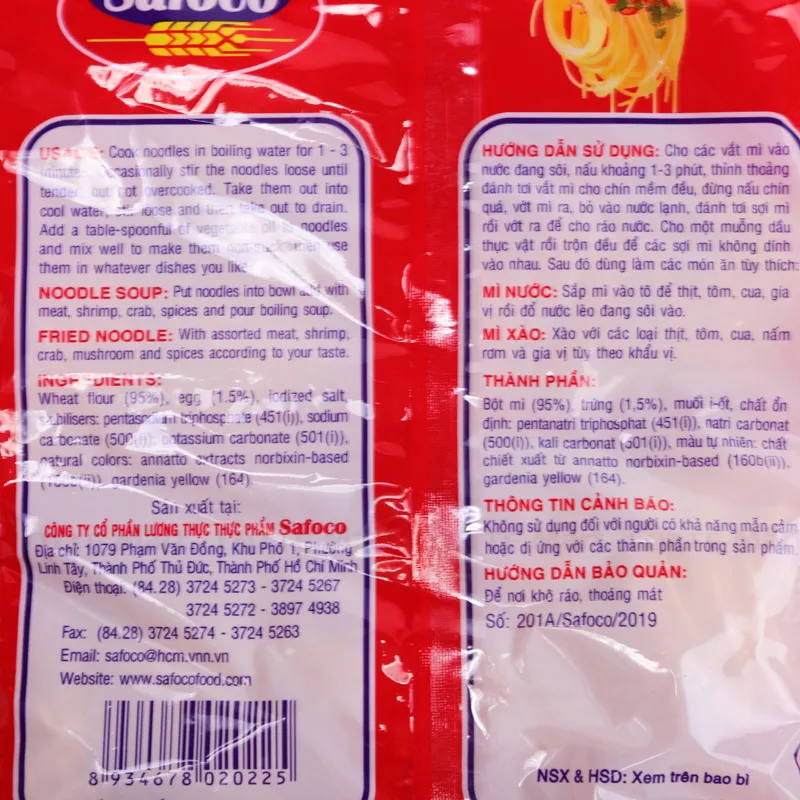 Safoco
USAGE: Cook noodles in boiling water for 1 - 3
minutes. Occasionally stir the noodles loose until
tender, but not overcooked. Take them out into
cool water, stir loose and then take out to drain.
Add a table-spoonful of vegetable oil to noodles
and mix well to make them use
them in whatever dishes you like
NOODLE SOUP: Put noodles into bowl add with
meat, shrimp, crab, spices and pour boiling soup.
FRIED NOODLE: With assorted meat, shrimp,
crab, mushroom and spices according to your taste.
INGREDIENTS:
Wheat flour (95%), egg (1.5%), iodized salt,
stabilisers: pentasodium triphosphate (451(i)), sodium
carbonate (500(i)), potassium carbonate (501(i)),
natural colors: annatto extracts norbixin-based
(160b(ii)), gardenia yellow (164).
Sản xuất tại:
CÔNG TY CỔ PHẦN LƯƠNG THỰC THỰC PHẨM Safoco
Địa chỉ: 1079 Phạm Văn Đồng, Khu Phố 1, Phường
Linh Tây, Thành Phố Thủ Đức, Thành Phố Hồ Chí Minh
Điện thoại: (84.28) 3724 5273 - 3724 5267
3724 5272 - 3897 4938
Fax: (84.28) 3724 5274 - 3724 5263
Email: safoco@hcm.vnn.vn
Website: www.safocofood.com
8 934678 020225
HƯỚNG DẪN SỬ DỤNG: Cho các vắt mì vào
nước đang sôi, nấu khoảng 1-3 phút, thỉnh thoảng
đánh tơi vắt mì cho chín mềm đều, đừng nấu chín
quá, vớt mì ra, bỏ vào nước lạnh, đánh tơi sợi mì
rồi vớt ra để cho ráo nước. Cho một muỗng dầu
thực vật rồi trộn đều để các sợi mì không dính
vào nhau. Sau đó dùng làm các món ăn tùy thích:
MÌ NƯỚC: Sắp mì vào tô để thịt, tôm, cua, gia
vị rồi đổ nước lèo đang sôi vào.
MÌ XÀO: Xào với các loại thịt, tôm, cua, nấm
rơm và gia vị tùy theo khẩu vị.
THÀNH PHẦN:
Bột mì (95%), trứng (1,5%), muối i-ốt, chất ổn
định: pentanatri triphosphat (451(i)), natri carbonat
(500(i)), kali carbonat (501(i)), màu tự nhiên: chất
chiết xuất từ annatto norbixin-based (160b(ii)),
gardenia yellow (164).
THÔNG TIN CẢNH BÁO:
Không sử dụng đối với người có khả năng mẫn cảm
hoặc dị ứng với các thành phần trong sản phẩm.
HƯỚNG DẪN BẢO QUẢN:
Để nơi khô ráo, thoáng mát
Số: 201A/Safoco/2019
NSX & HSD: Xem trên bao bì